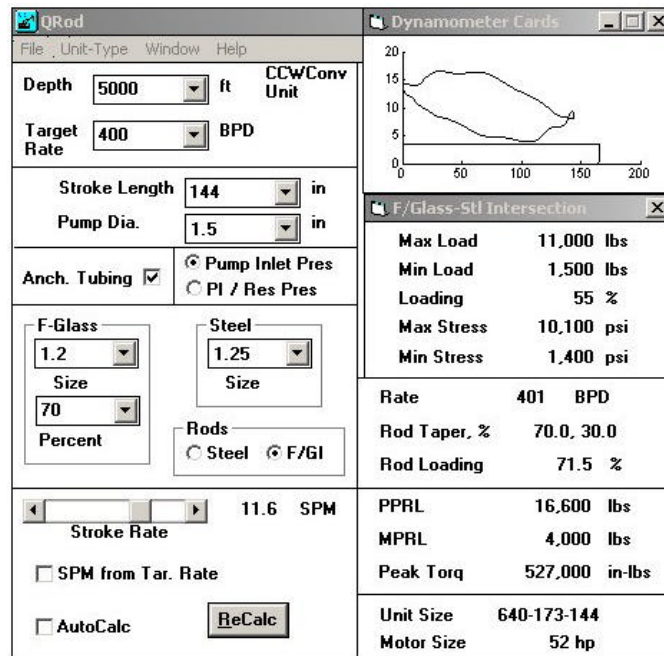 QRod
File Unit-Type Window Help
Depth 5000 ft CCWConv Unit
Target Rate 400 BPD
Stroke Length 144 in
Pump Dia. 1.5 in
Anch. Tubing
Pump Inlet Pres
PI / Res Pres
F-Glass
1.2
Size
70
Percent
Steel
1.25
Size
Rods
Steel F/Gl
11.6 SPM
Stroke Rate
SPM from Tar. Rate
AutoCalc
ReCalc
Dynamometer Cards
20
15
10
5
0
0 50 100 150 200
F/Glass-Stl Intersection
Max Load 11,000 lbs
Min Load 1,500 lbs
Loading 55 %
Max Stress 10,100 psi
Min Stress 1,400 psi
Rate 401 BPD
Rod Taper, % 70.0, 30.0
Rod Loading 71.5 %
PPRL 16,600 lbs
MPRL 4,000 lbs
Peak Torq 527,000 in-lbs
Unit Size 640-173-144
Motor Size 52 hp